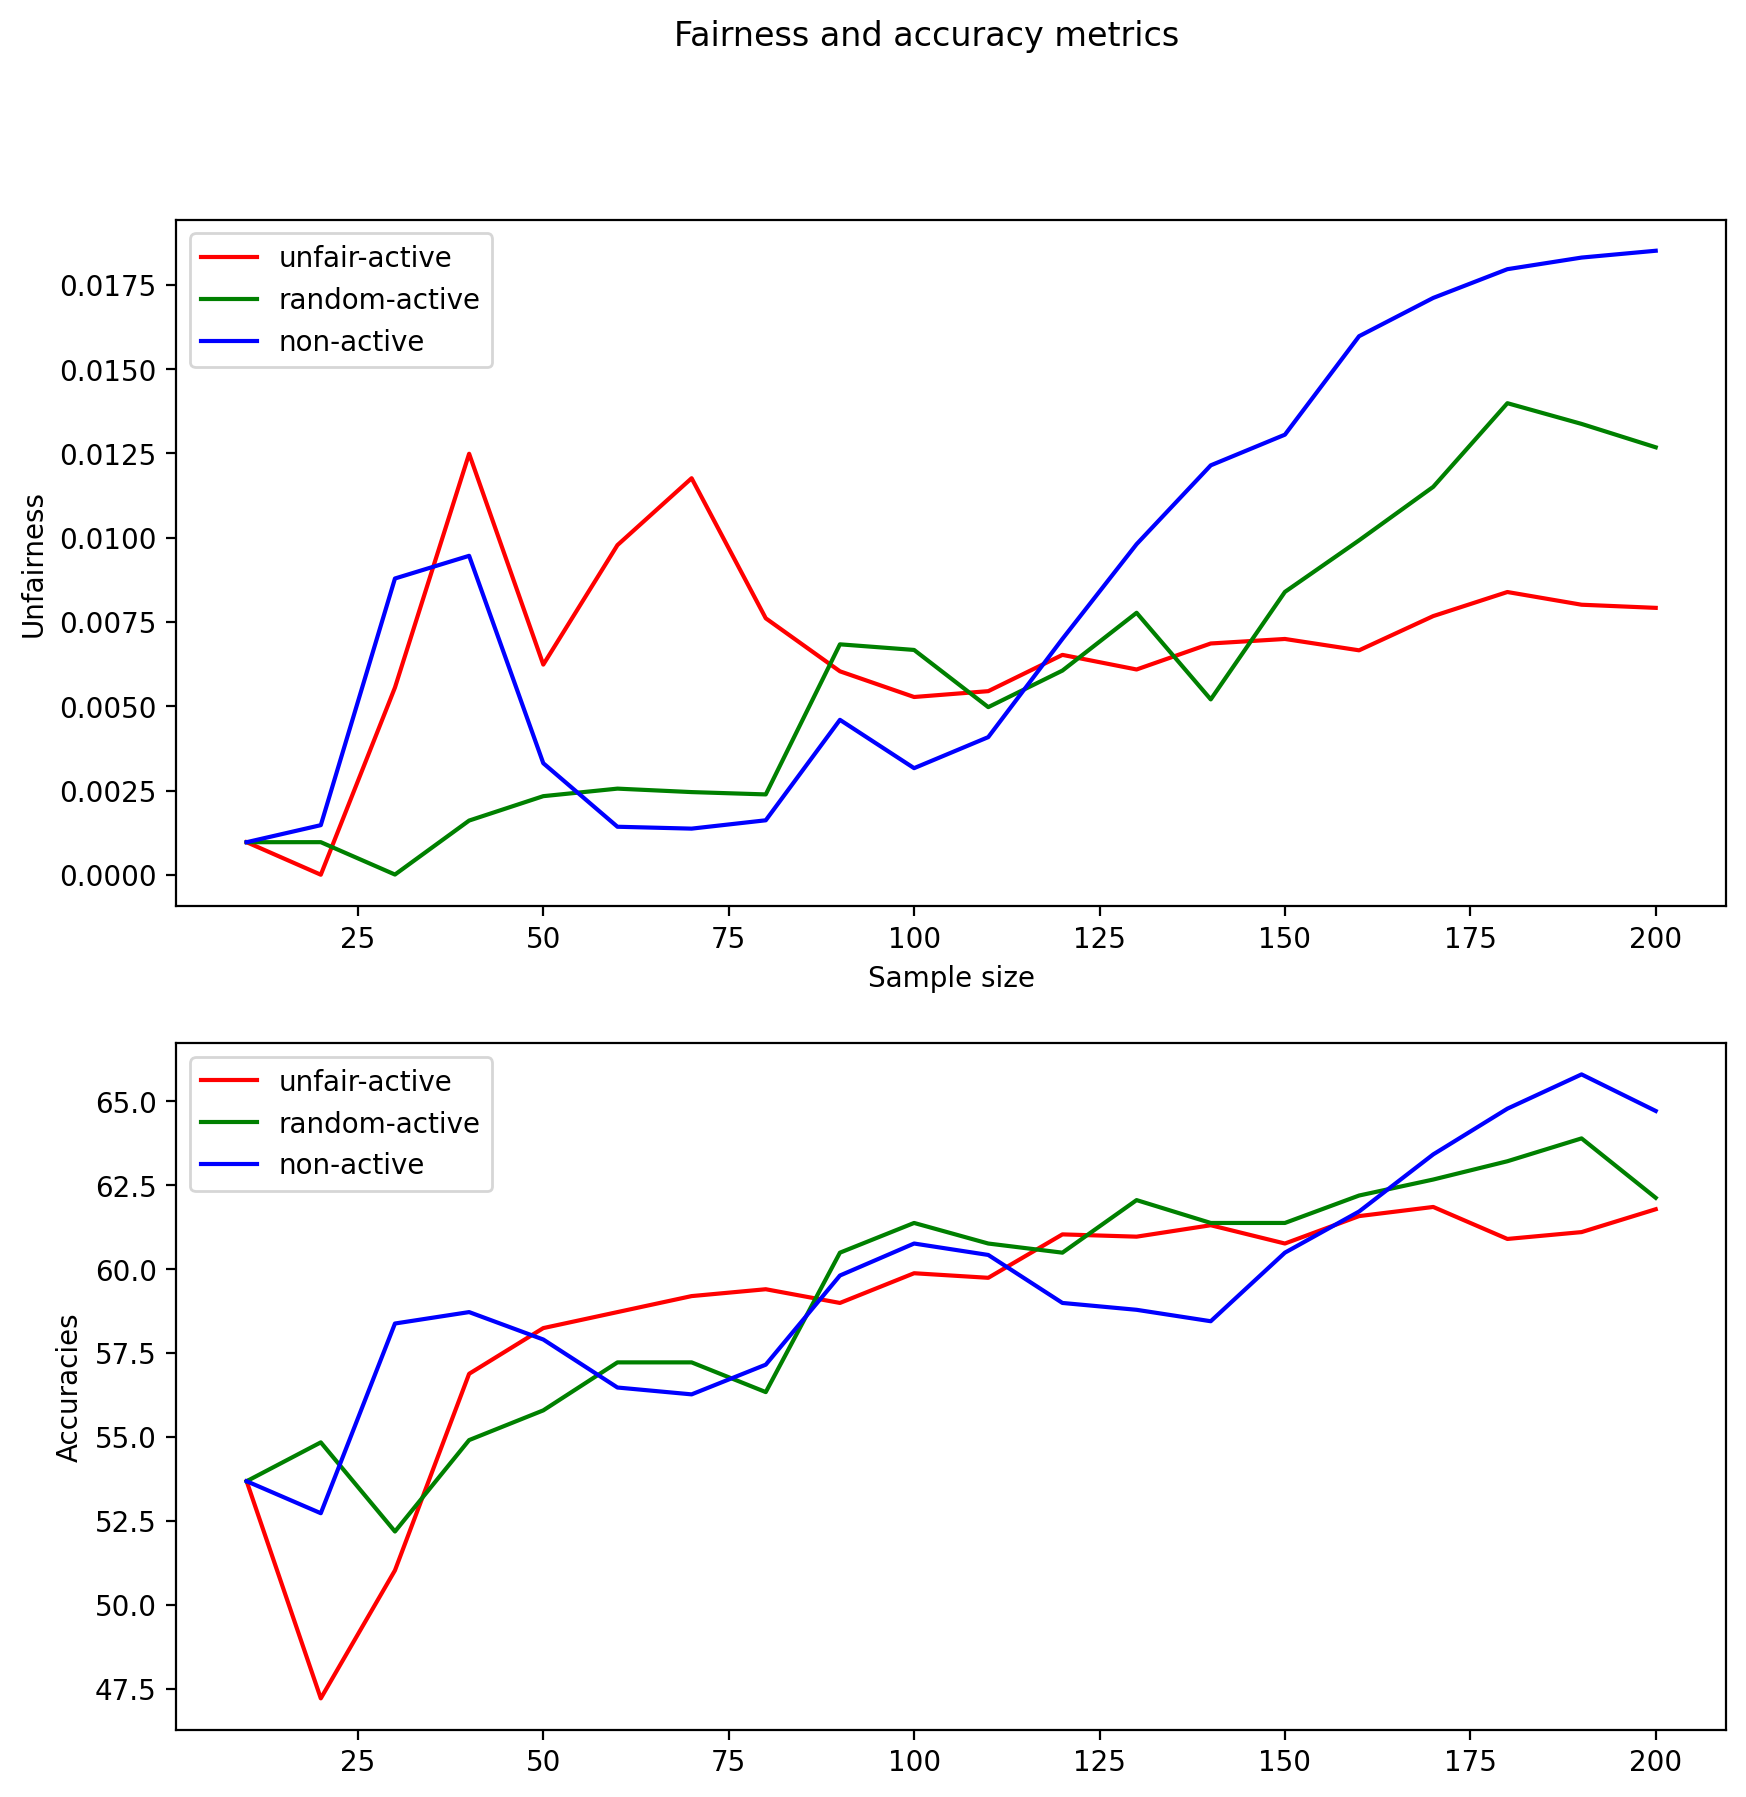 Fairness and accuracy metrics
unfair-active
random-active
non-active
0.0175
0.0150
0.0125
0.0100
0.0075
0.0050
0.0025
0.0000
Unfairness
25 50 75 100 125 150 175 200
Sample size
unfair-active
random-active
non-active
65.0
62.5
60.0
57.5
55.0
52.5
50.0
47.5
Accuracies
25 50 75 100 125 150 175 200